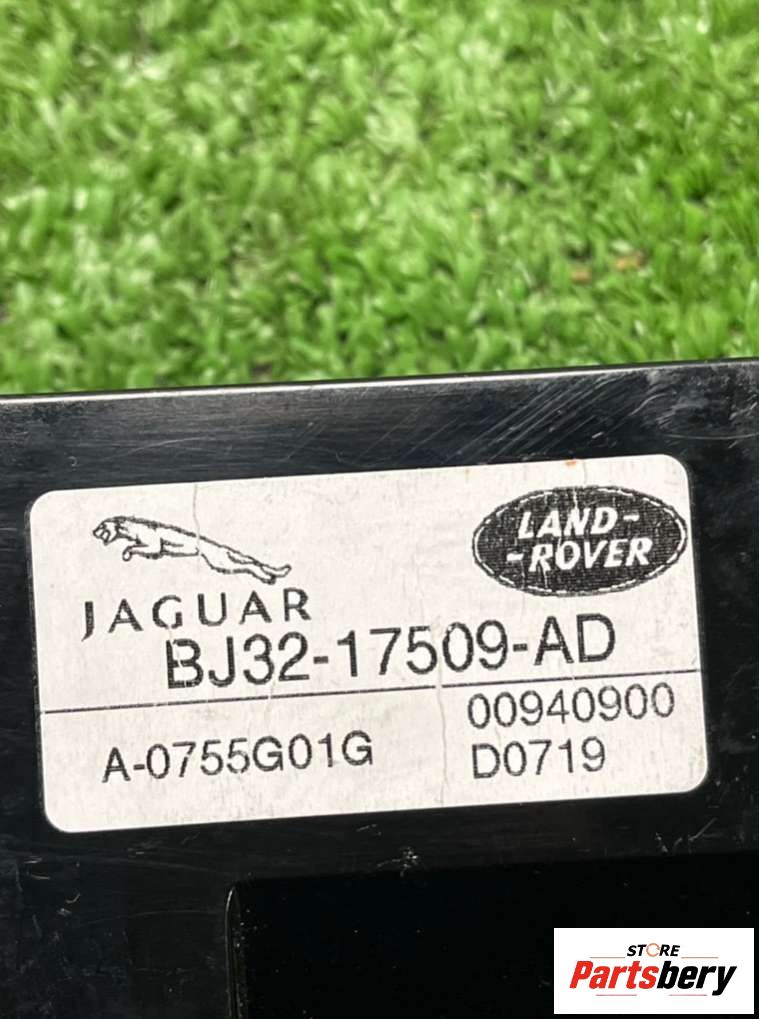 LAND-
-ROVER
JAGUAR
BJ32-17509-AD
A-0755G01G
00940900
D0719
STORE
Partsbery